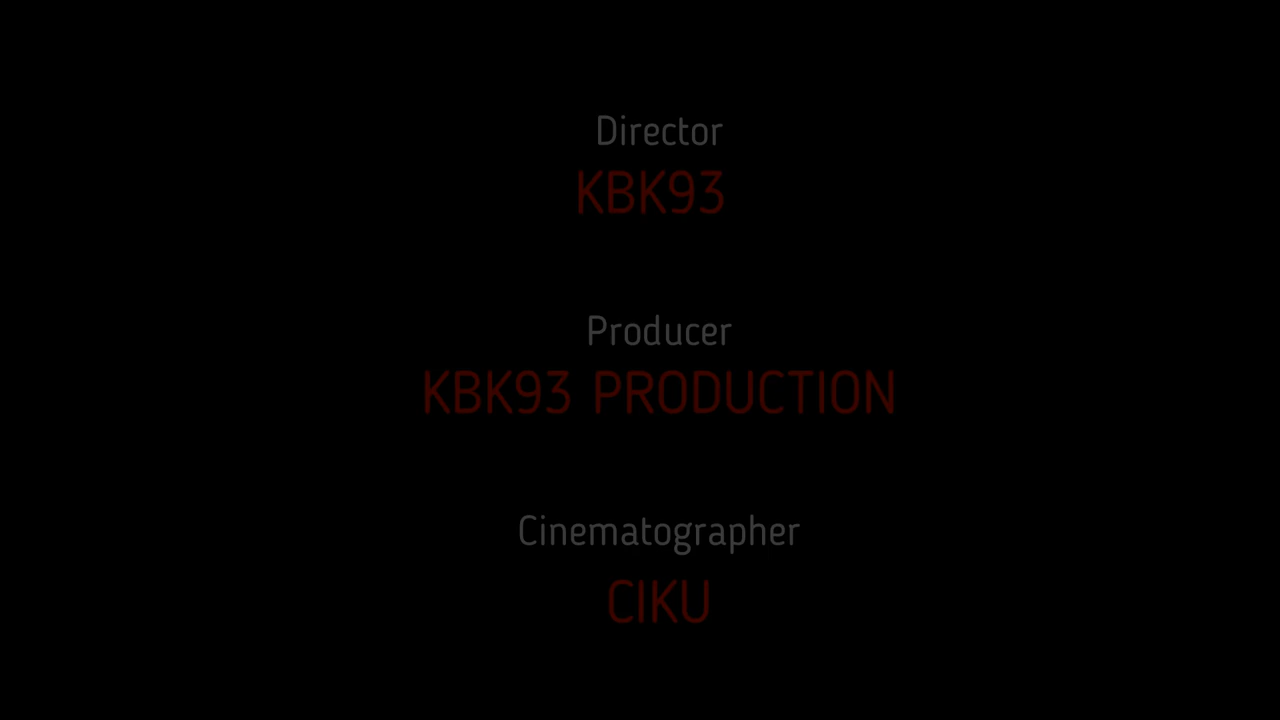 Director
KBK93
Producer
KBK93 PRODUCTION
Cinematographer
CIKU